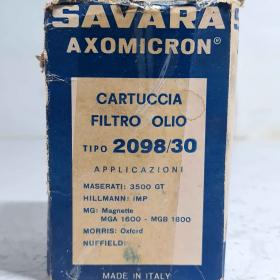 SAVARA
AXOMICRON®
CARTUCCIA
FILTRO OLIO
TIPO 2098/30
APPLICAZIONI
MASERATI: 3500 GT
HILLMANN: IMP
MG: Magnette
MGA 1600 - MGB 1800
MORRIS: Oxford
NUFFIELD:
MADE IN ITALY